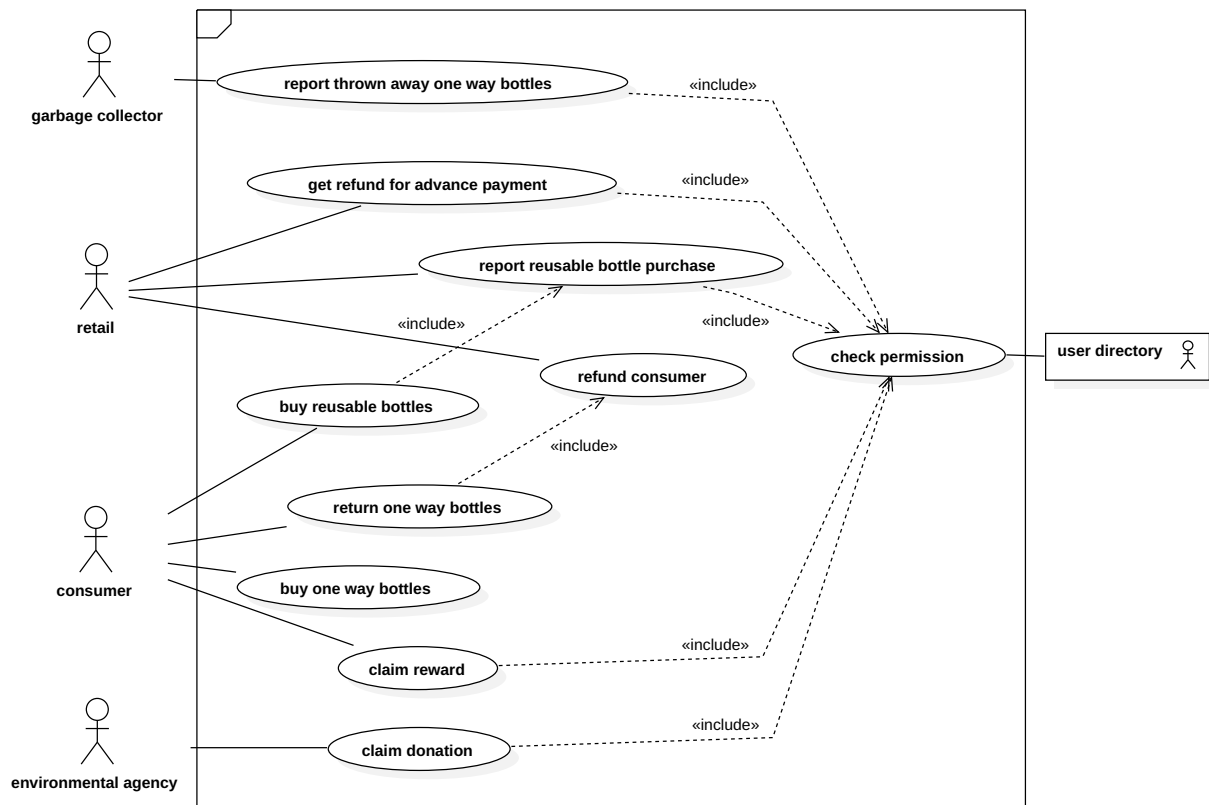 report thrown away one way bottles
«include»
garbage collector
get refund for advance payment
«include»
report reusable bottle purchase
retail
«include»
«include»
check permission
user directory
refund consumer
buy reusable bottles
«include»
return one way bottles
consumer
buy one way bottles
«include»
claim reward
«include»
claim donation
environmental agency